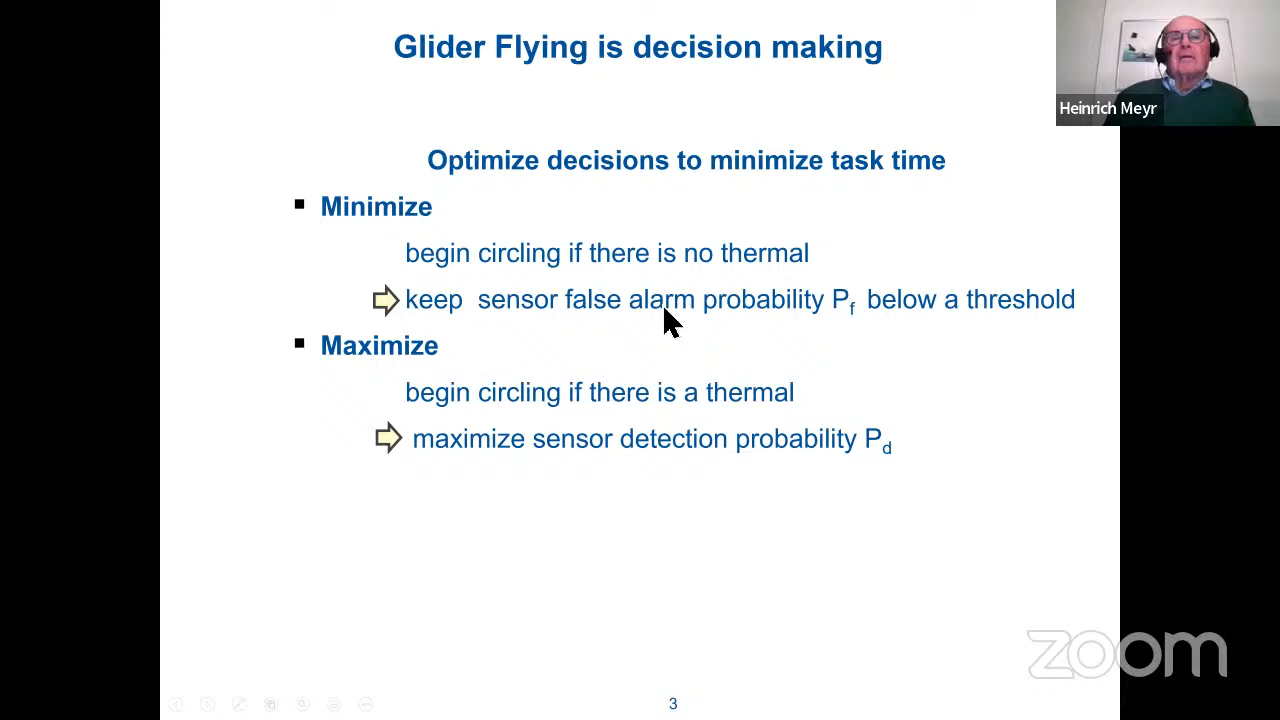 Glider Flying is decision making
Heinrich Meyr
Optimize decisions to minimize task time
Minimize
begin circling if there is no thermal
keep sensor false alarm probability Pf below a threshold
Maximize
begin circling if there is a thermal
maximize sensor detection probability Pd
zoom
3